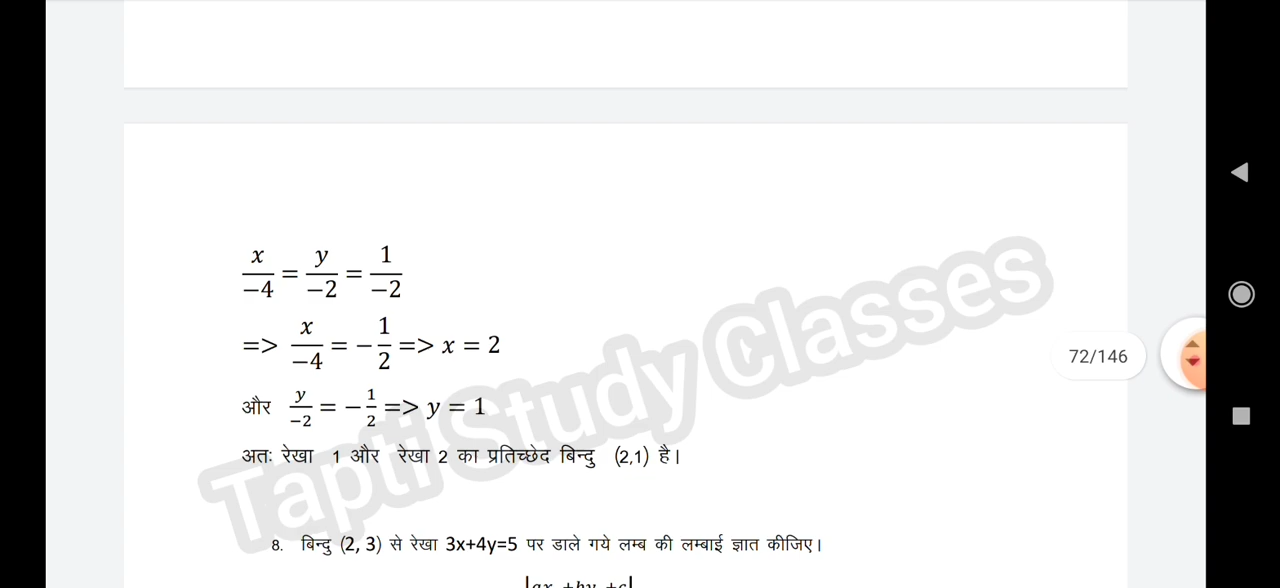 x/−4 = y/−2 = 1/−2
=> x/−4 = −1/2 => x = 2
और y/−2 = −1/2 => y = 1
अतः रेखा 1 और रेखा 2 का प्रतिच्छेद बिन्दु (2,1) है।
Tapti Study Classes
72/146
8. बिन्दु (2, 3) से रेखा 3x+4y=5 पर डाले गये लम्ब की लम्बाई ज्ञात कीजिए।